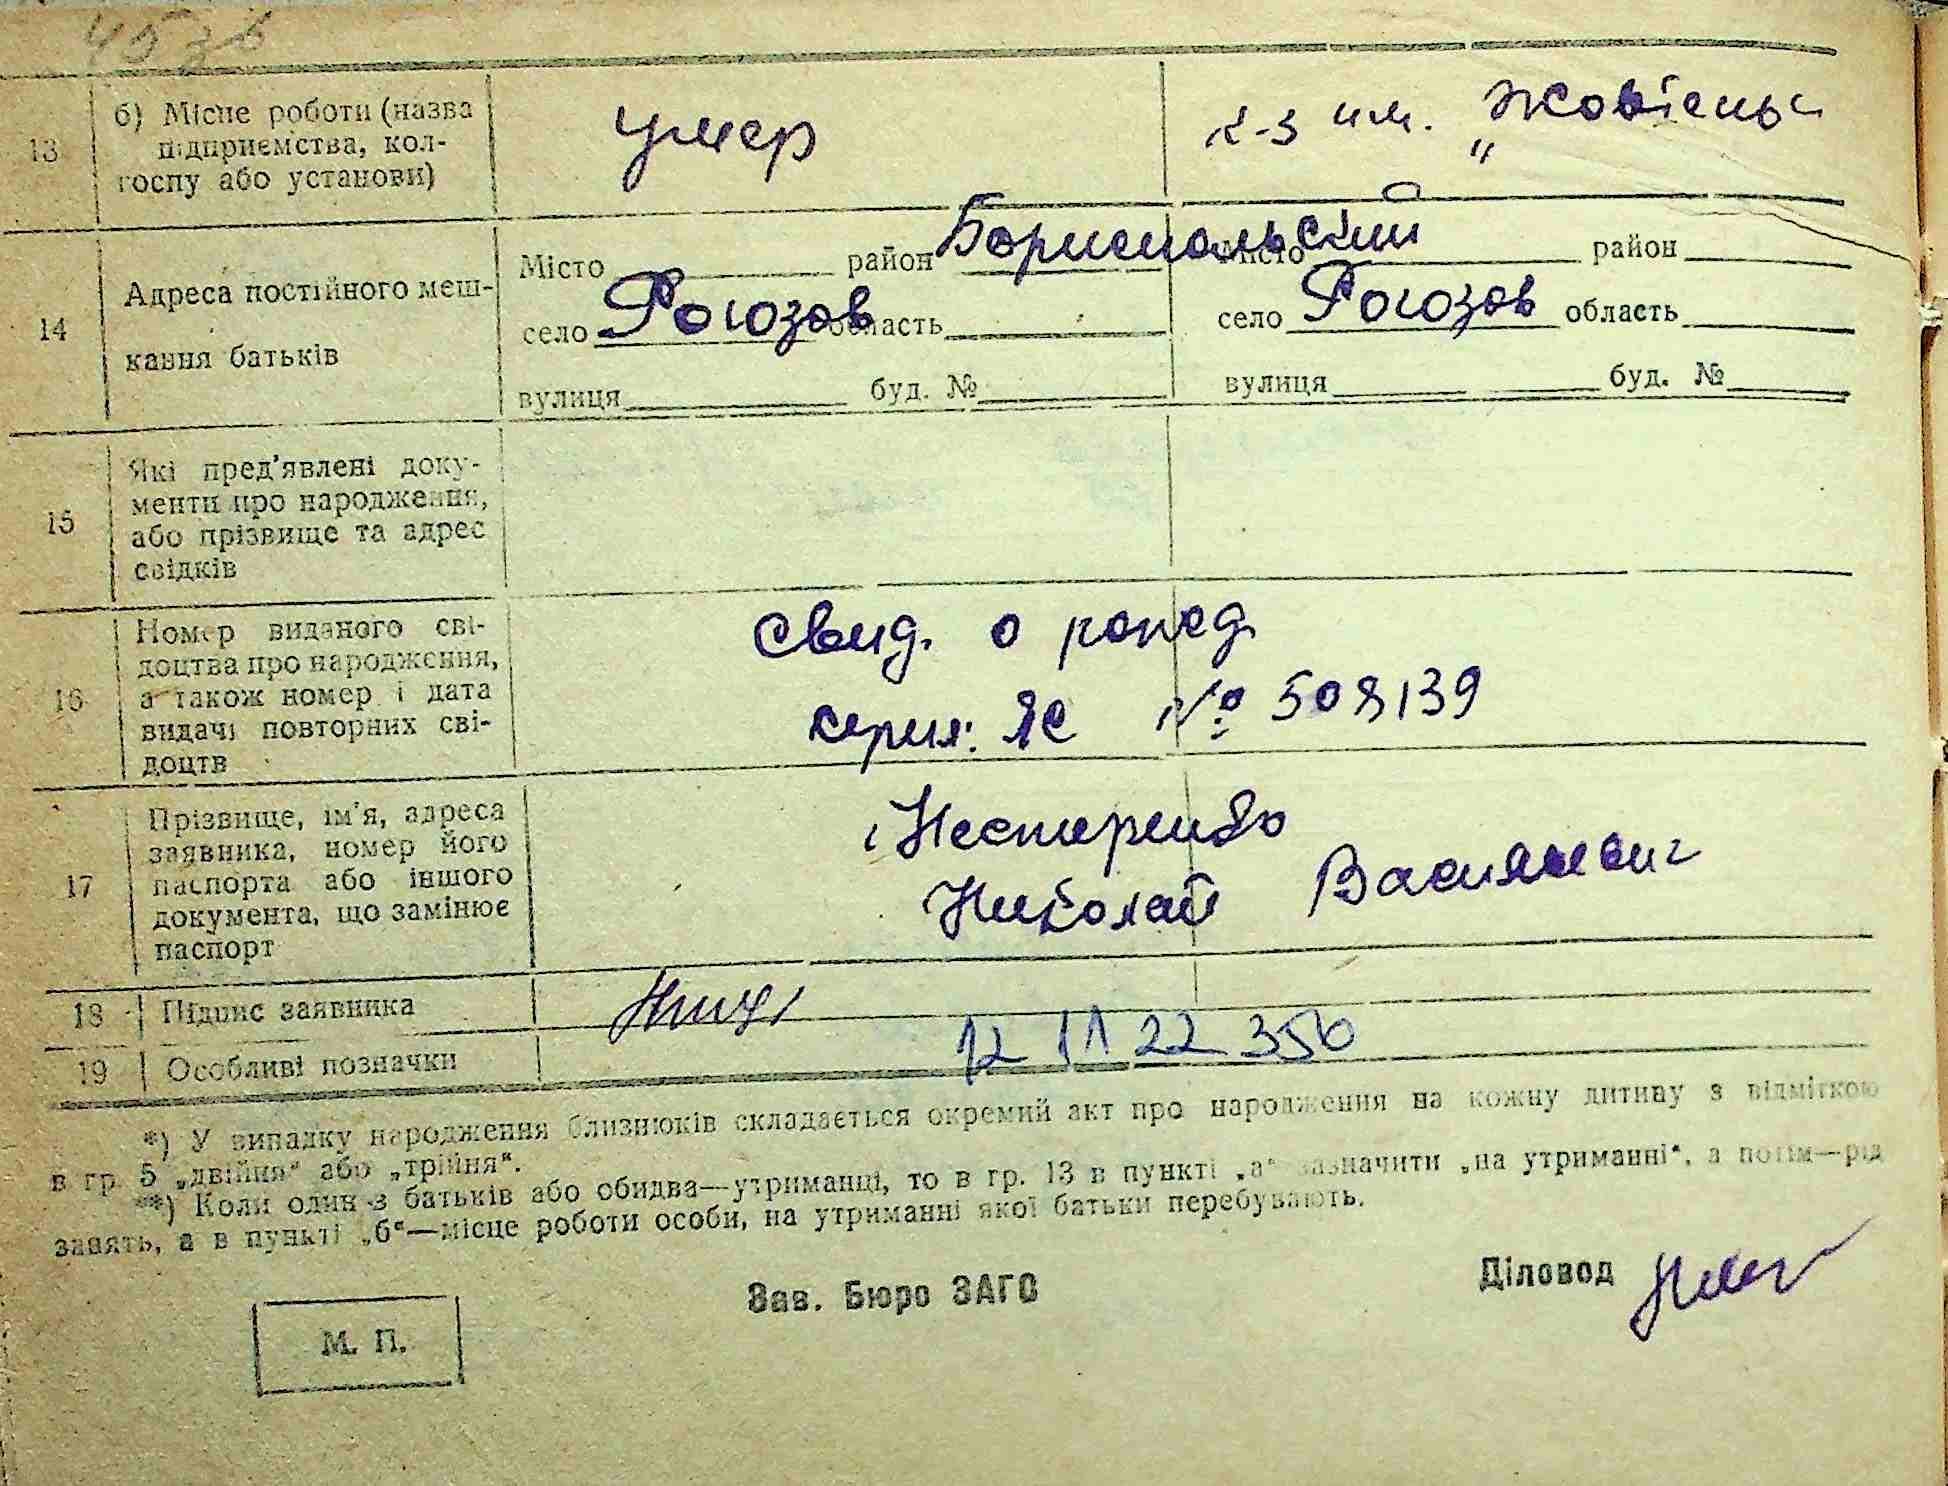 45 зв
13 б) Місце роботи (назва підприємства, колгоспу або установи)
умер
к-з им. „Жовтень“
14 Адреса постійного мешкання батьків
Місто район Бориспольский
село Рогозов область
вулиця буд. №
Місто район
село Рогозов область
вулиця буд. №
15 Які пред'явлені доку-
менти про народження,
або прізвище та адрес
свідків
16 Номер виданого сві-
доцтва про народження,
а також номер і дата
видачі повторних сві-
доцтв
свид. о рожд.
серия: ЯС № 508139
17 Прізвище, ім'я, адреса
заявника, номер його
паспорта або іншого
документа, що замінює
паспорт
Нестеренко
Николай Васильевич
18 Підпис заявника
19 Особливі позначки
12 11 22 350
*) У випадку народження близнюків складається окремий акт про народження на кожну дитину з відміткою
в гр. 5 „двійня“ або „трійня“.
**) Коли один з батьків або обидва—утриманці, то в гр. 13 в пункті „а“ зазначити „на утриманні“, а потім—рід
занять, а в пункті „б“—місце роботи особи, на утриманні якої батьки перебувають.
Зав. Бюро ЗАГС
Діловод
М. П.